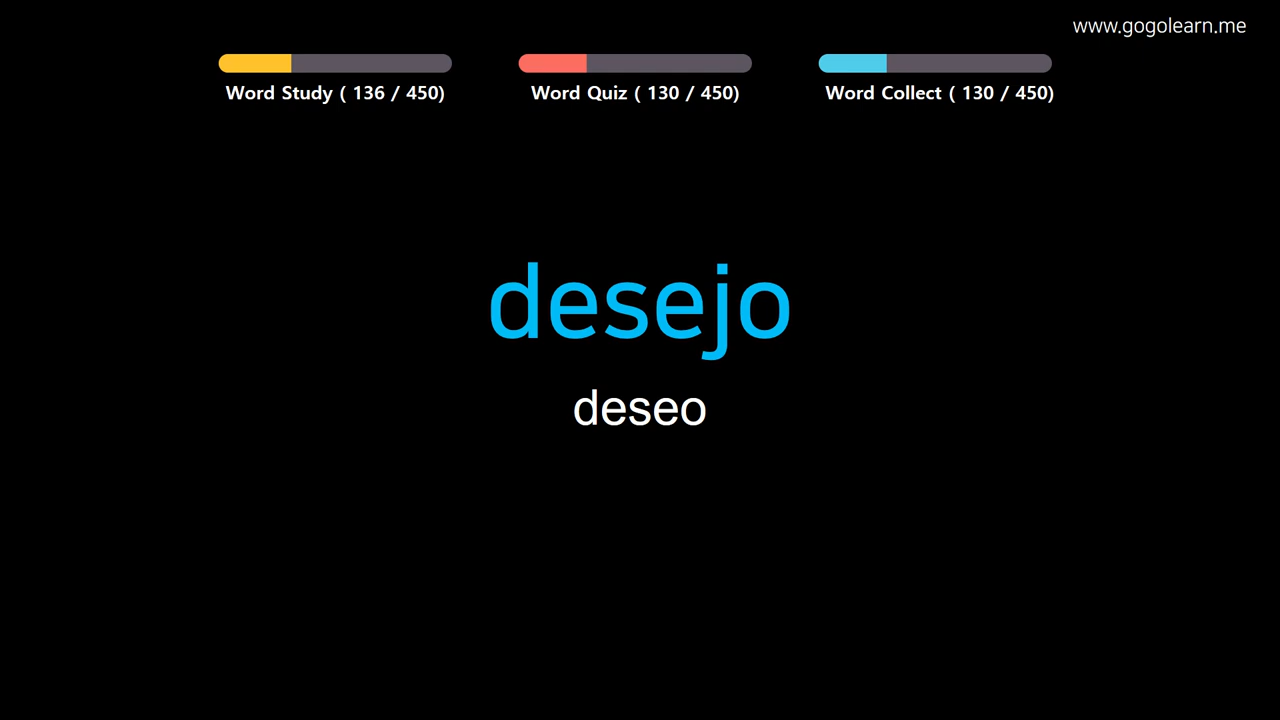 www.gogolearn.me
Word Study ( 136 / 450)
Word Quiz ( 130 / 450)
Word Collect ( 130 / 450)
desejo
deseo